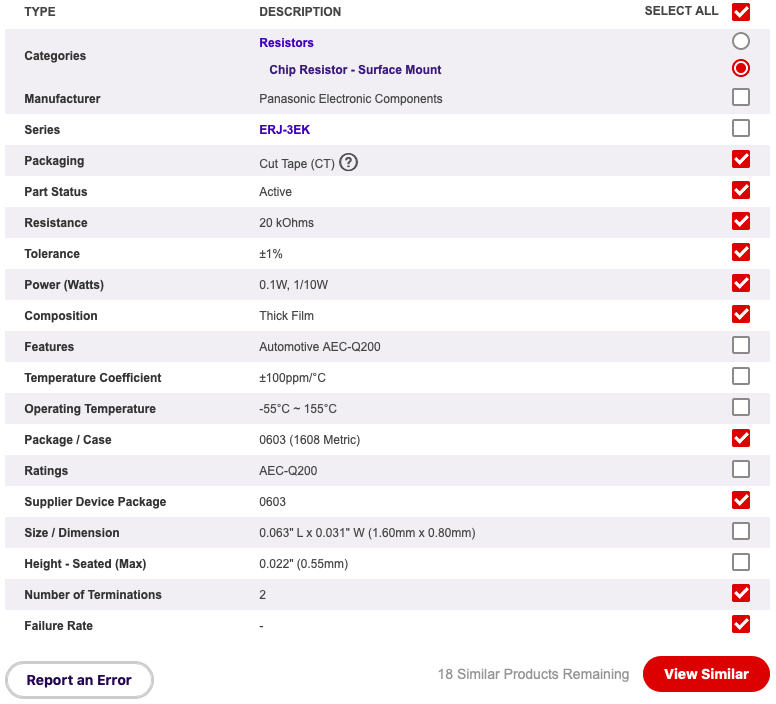 TYPE DESCRIPTION SELECT ALL
Categories Resistors
Chip Resistor - Surface Mount
Manufacturer Panasonic Electronic Components
Series ERJ-3EK
Packaging Cut Tape (CT) ?
Part Status Active
Resistance 20 kOhms
Tolerance ±1%
Power (Watts) 0.1W, 1/10W
Composition Thick Film
Features Automotive AEC-Q200
Temperature Coefficient ±100ppm/°C
Operating Temperature -55°C ~ 155°C
Package / Case 0603 (1608 Metric)
Ratings AEC-Q200
Supplier Device Package 0603
Size / Dimension 0.063" L x 0.031" W (1.60mm x 0.80mm)
Height - Seated (Max) 0.022" (0.55mm)
Number of Terminations 2
Failure Rate -
Report an Error 18 Similar Products Remaining View Similar